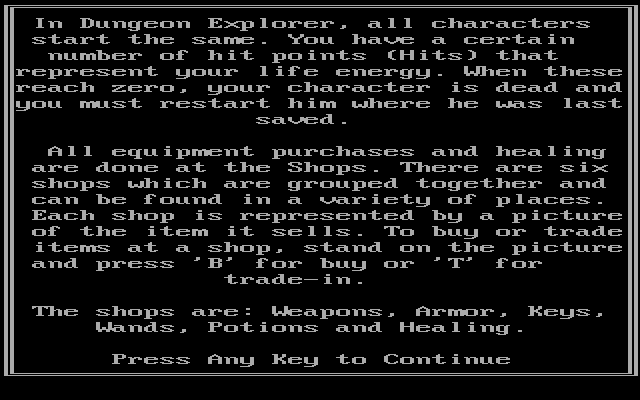 In Dungeon Explorer, all characters
start the same. You have a certain
number of hit points (Hits) that
represent your life energy. When these
reach zero, your character is dead and
you must restart him where he was last
saved.
All equipment purchases and healing
are done at the Shops. There are six
shops which are grouped together and
can be found in a variety of places.
Each shop is represented by a picture
of the item it sells. To buy or trade
items at a shop, stand on the picture
and press 'B' for buy or 'T' for
trade-in.
The shops are: Weapons, Armor, Keys,
Wands, Potions and Healing.
Press Any Key to Continue